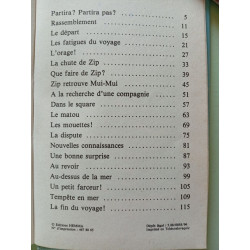 Partira? Partira pas? 5
Rassemblement 11
Le départ 15
Les fatigues du voyage 21
L'orage! 27
La chute de Zip 33
Que faire de Zip? 39
Zip retrouve Mui-Mui 45
A la recherche d'une compagnie 51
Dans le square 57
Le matou 63
Les mouettes! 69
La dispute 75
Nouvelles connaissances 81
Une bonne surprise 87
Au revoir 93
Au-dessus de la mer 99
Un petit farceur! 105
Tempête en mer 109
La fin du voyage! 115